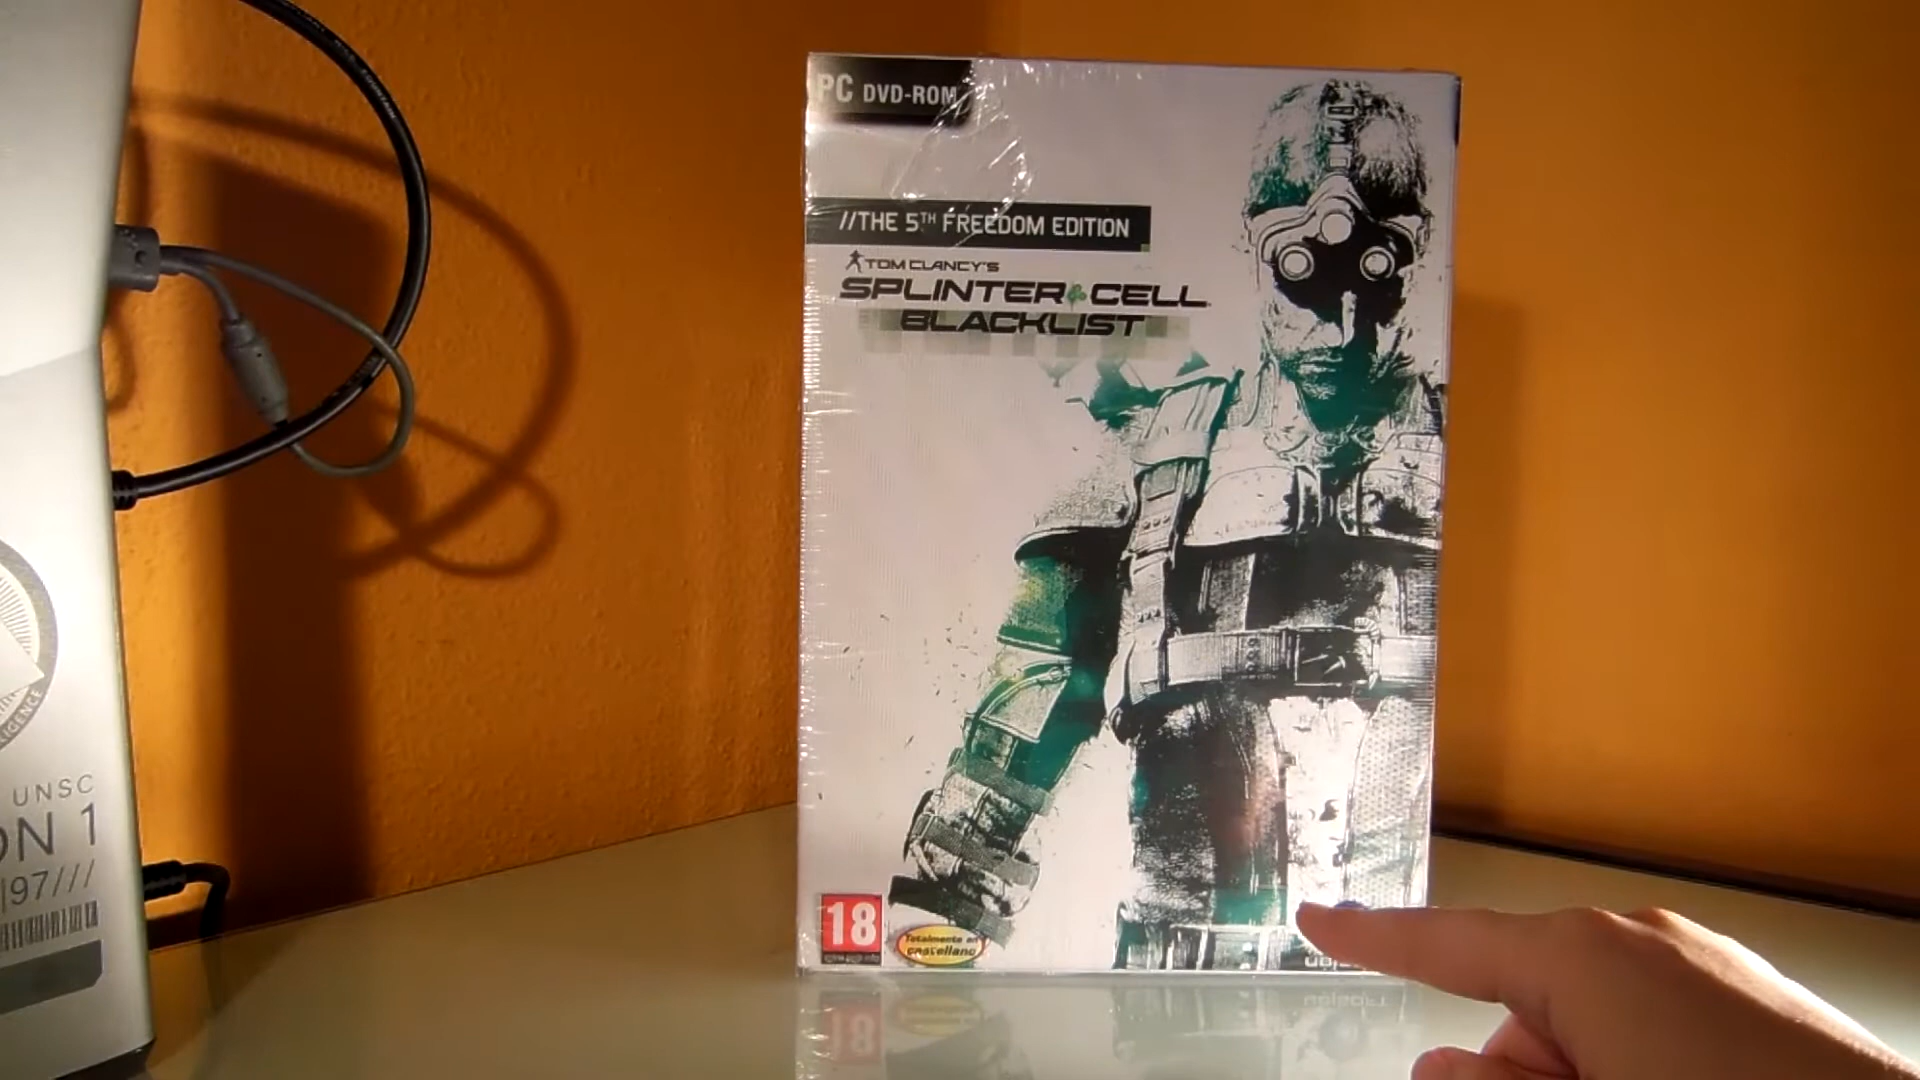 PC DVD-ROM
//THE 5TH FREEDOM EDITION
TOM CLANCY'S
SPLINTER CELL
BLACKLIST
18
Totalmente en
castellano
UNSC
ON 1
97///